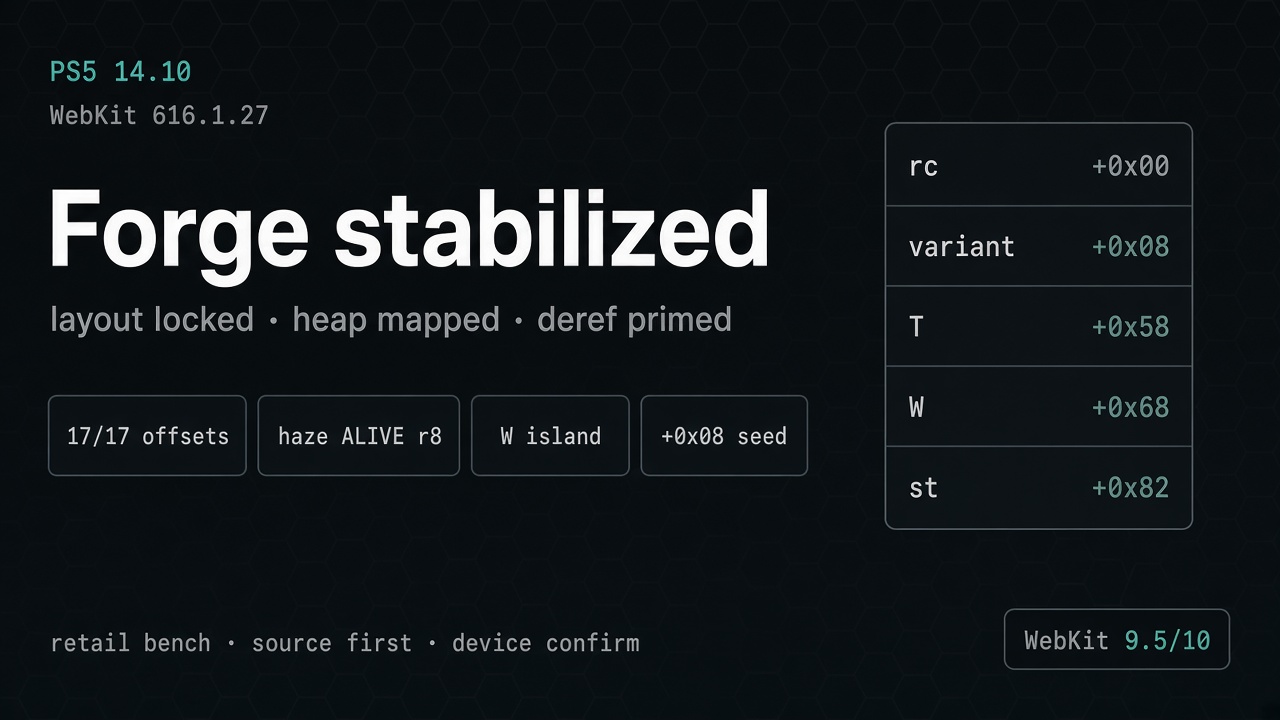 PS5 14.10
WebKit 616.1.27
Forge stabilized
layout locked · heap mapped · deref primed
17/17 offsets
haze ALIVE r8
W island
+0x08 seed
rc +0x00
variant +0x08
T +0x58
W +0x68
st +0x82
retail bench · source first · device confirm
WebKit 9.5/10